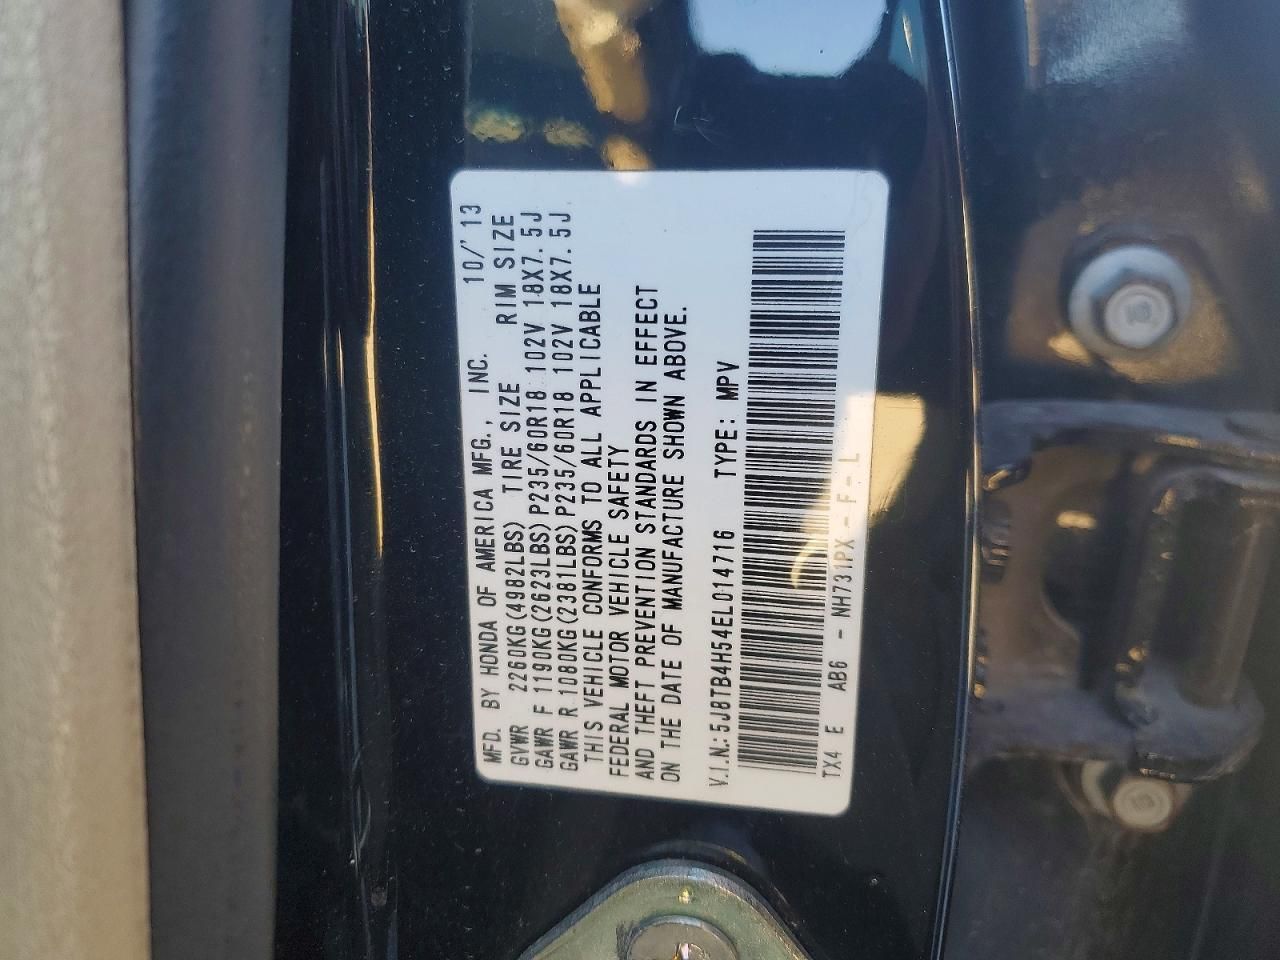 MFD. BY HONDA OF AMERICA MFG., INC. 10/'13
GVWR 2260KG(4982LBS) TIRE SIZE RIM SIZE
GAWR F 1190KG(2623LBS)P235/60R18 102V 18X7.5J
GAWR R 1080KG(2381LBS)P235/60R18 102V 18X7.5J
THIS VEHICLE CONFORMS TO ALL APPLICABLE
FEDERAL MOTOR VEHICLE SAFETY
AND THEFT PREVENTION STANDARDS IN EFFECT
ON THE DATE OF MANUFACTURE SHOWN ABOVE.
V.I.N.:5J8TB4H54EL014716 TYPE: MPV
TX4 E AB6 - NH731PX - F - L